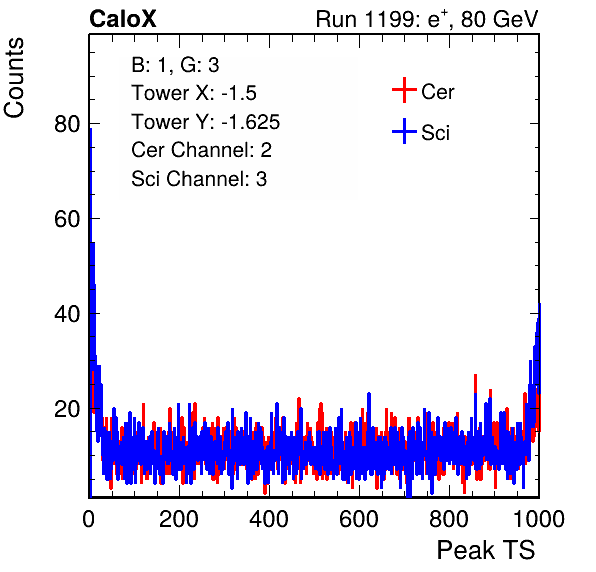 CaloX Run 1199: e+, 80 GeV
Counts
B: 1, G: 3
Tower X: -1.5
Tower Y: -1.625
Cer Channel: 2
Sci Channel: 3
Cer
Sci
80
60
40
20
0 200 400 600 800 1000
Peak TS